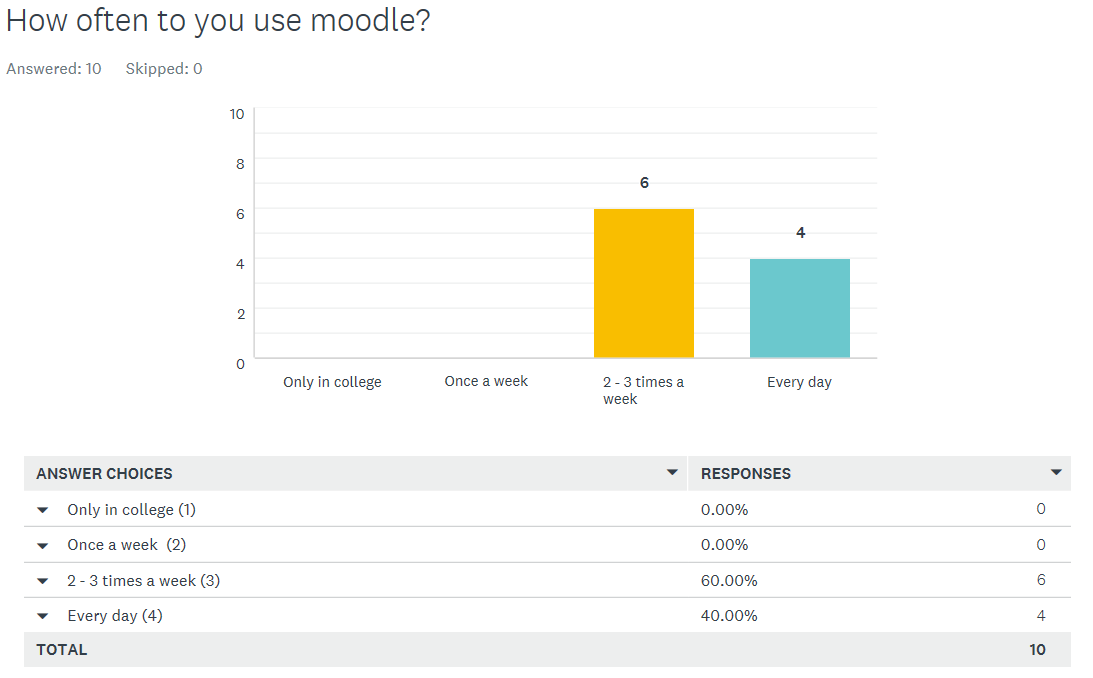 How often to you use moodle?
Answered: 10 Skipped: 0
10
8
6
4
2
0
6
4
Only in college
Once a week
2 - 3 times a
week
Every day
ANSWER CHOICES RESPONSES
Only in college (1) 0.00% 0
Once a week (2) 0.00% 0
2 - 3 times a week (3) 60.00% 6
Every day (4) 40.00% 4
TOTAL 10